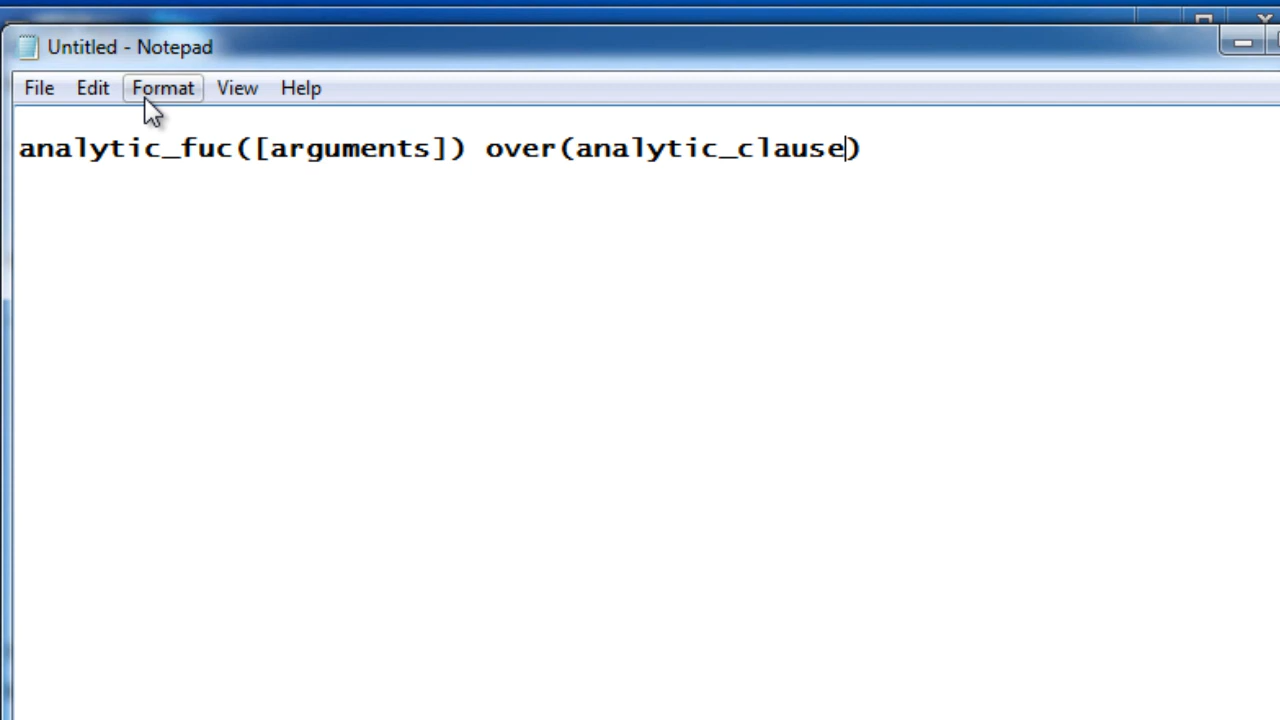 Untitled - Notepad
File Edit Format View Help
analytic_fuc([arguments]) over(analytic_clause)